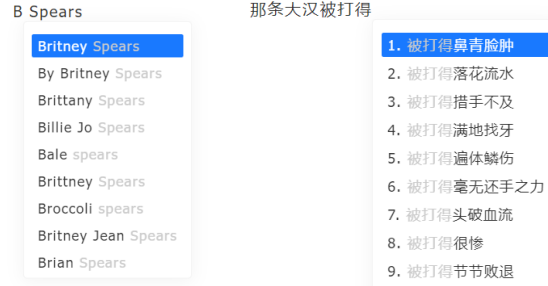 B Spears
Britney Spears
By Britney Spears
Brittany Spears
Billie Jo Spears
Bale spears
Brittney Spears
Broccoli spears
Britney Jean Spears
Brian Spears
那条大汉被打得
1. 被打得鼻青脸肿
2. 被打得落花流水
3. 被打得措手不及
4. 被打得满地找牙
5. 被打得遍体鳞伤
6. 被打得毫无还手之力
7. 被打得头破血流
8. 被打得很惨
9. 被打得节节败退